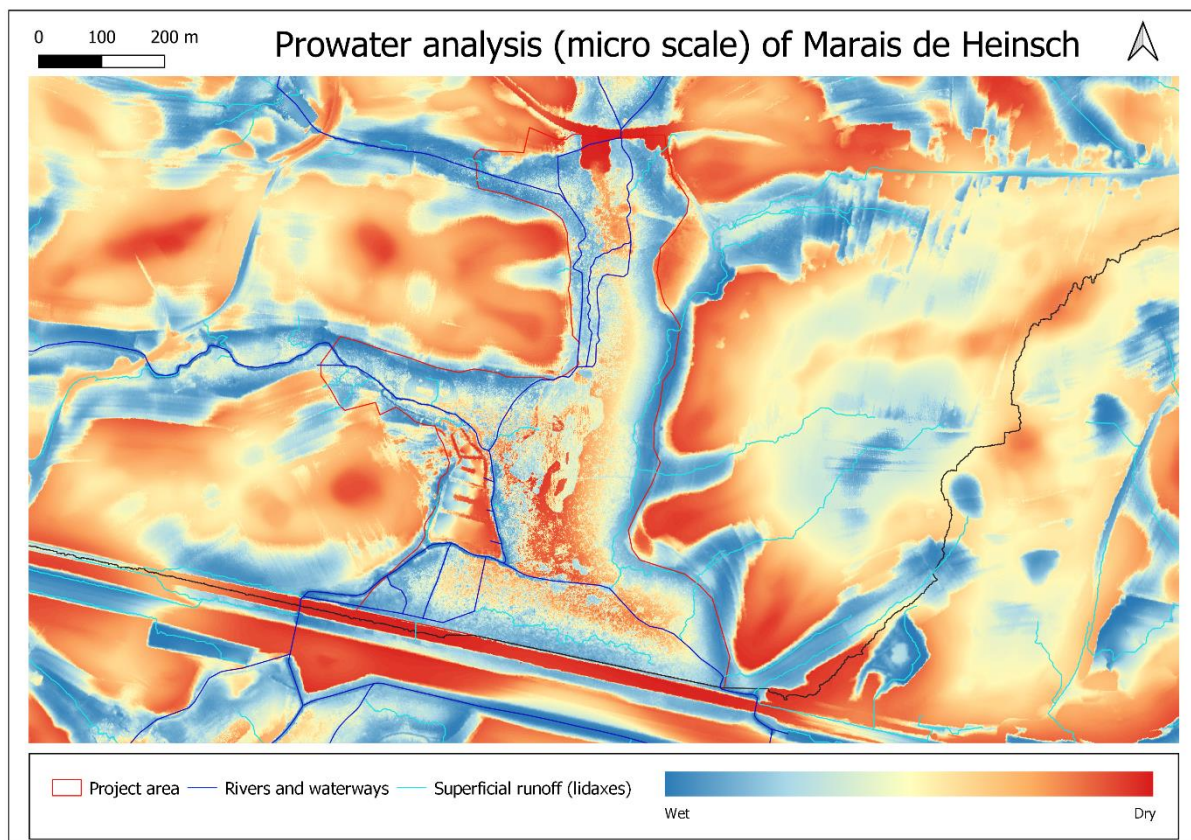 0 100 200 m
Prowater analysis (micro scale) of Marais de Heinsch
Project area Rivers and waterways Superficial runoff (lidaxes)
Wet Dry